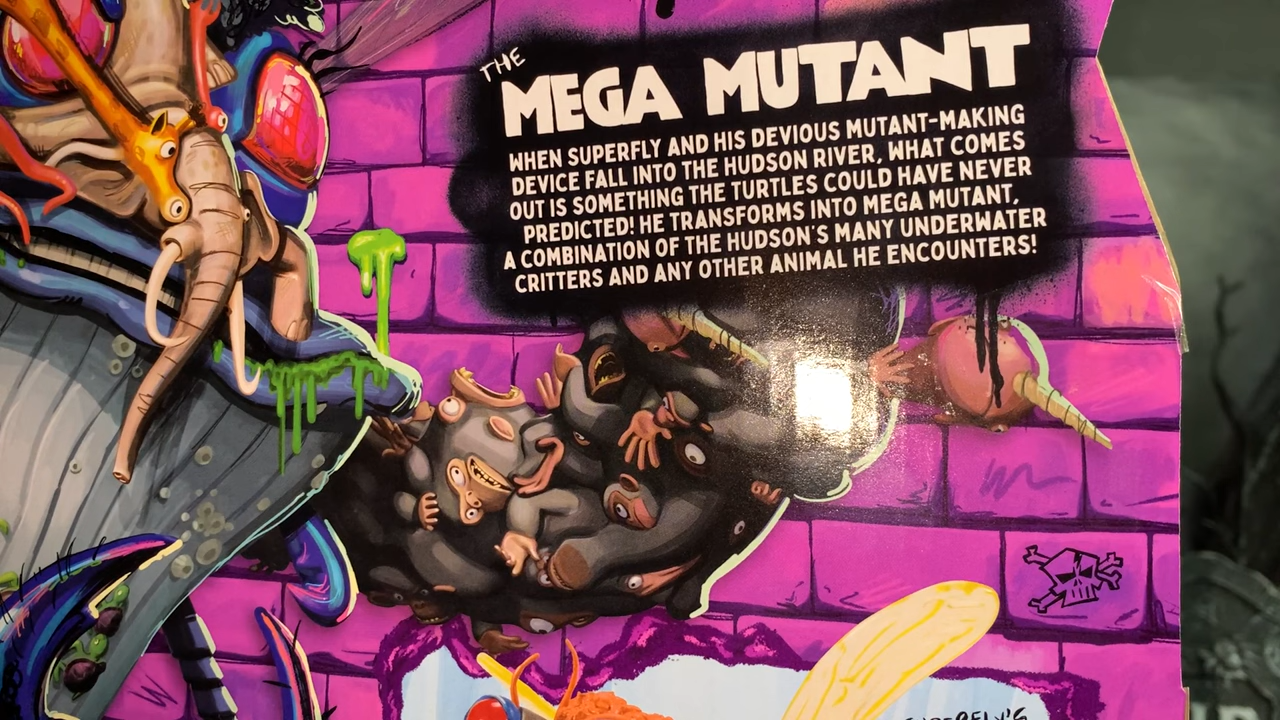 THE
MEGA MUTANT
WHEN SUPERFLY AND HIS DEVIOUS MUTANT-MAKING
DEVICE FALL INTO THE HUDSON RIVER, WHAT COMES
OUT IS SOMETHING THE TURTLES COULD HAVE NEVER
PREDICTED! HE TRANSFORMS INTO MEGA MUTANT,
A COMBINATION OF THE HUDSON'S MANY UNDERWATER
CRITTERS AND ANY OTHER ANIMAL HE ENCOUNTERS!